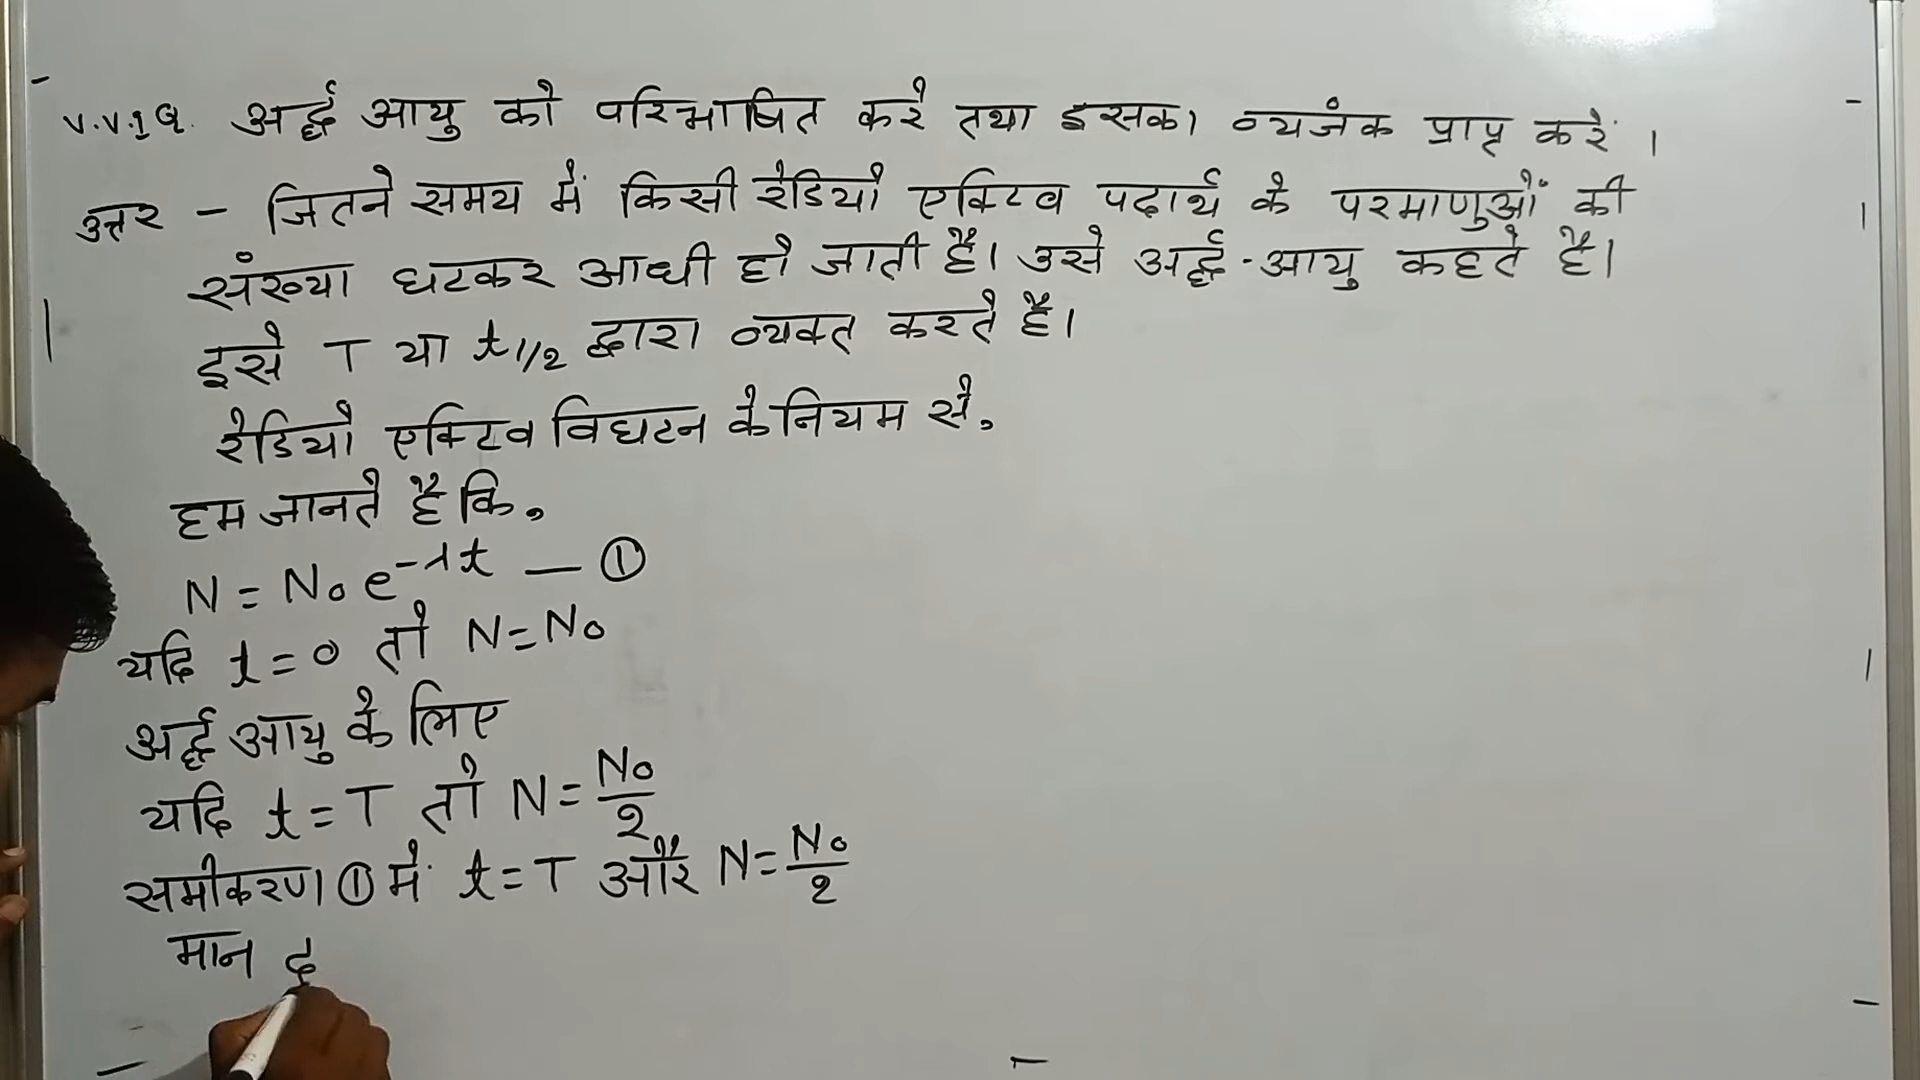 V.V.I Q. अर्द्ध आयु को परिभाषित करें तथा इसका व्यंजक प्राप्त करें ।
उत्तर - जितने समय में किसी रेडियो एक्टिव पदार्थ के परमाणुओं की
संख्या घटकर आधी हो जाती है। उसे अर्द्ध-आयु कहते है।
इसे T या t1/2 द्वारा व्यक्त करते है।
रेडियो एक्टिव विघटन के नियम से,
हम जानते है कि,
N = N₀ e^-λt — ①
यदि t = 0 तो N = N₀
अर्द्ध आयु के लिए
यदि t = T तो N = N₀/2
समीकरण ① में t = T और N = N₀/2
मान द